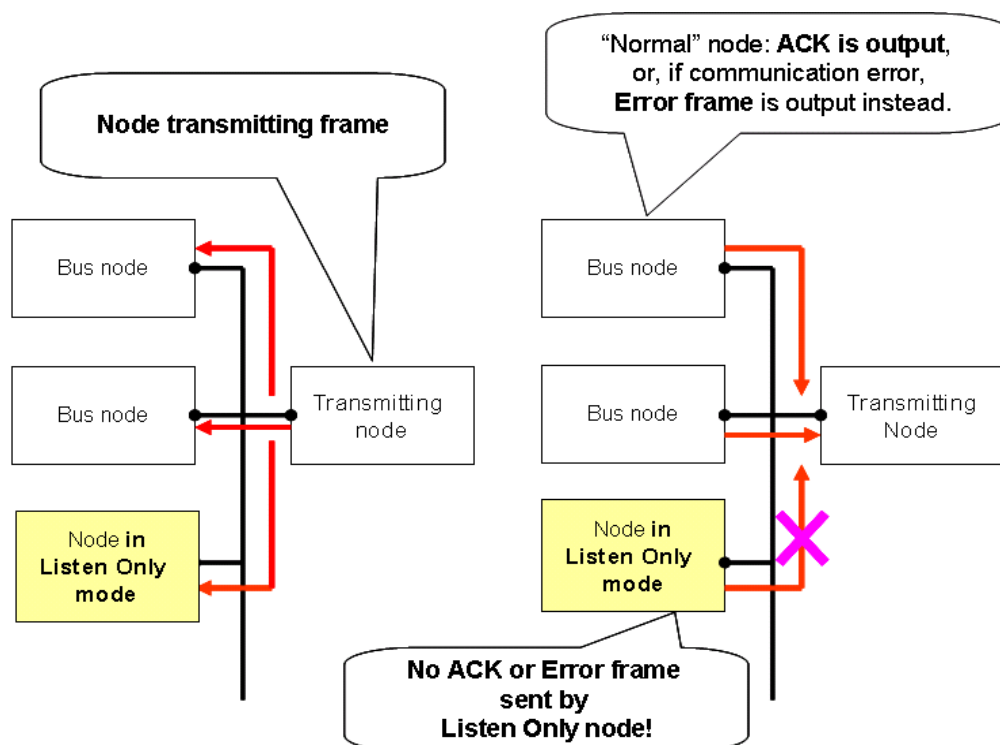 Node transmitting frame
Bus node
Bus node
Transmitting
node
Node in
Listen Only
mode
“Normal” node: ACK is output,
or, if communication error,
Error frame is output instead.
Bus node
Bus node
Transmitting
Node
Node in
Listen Only
mode
No ACK or Error frame
sent by
Listen Only node!